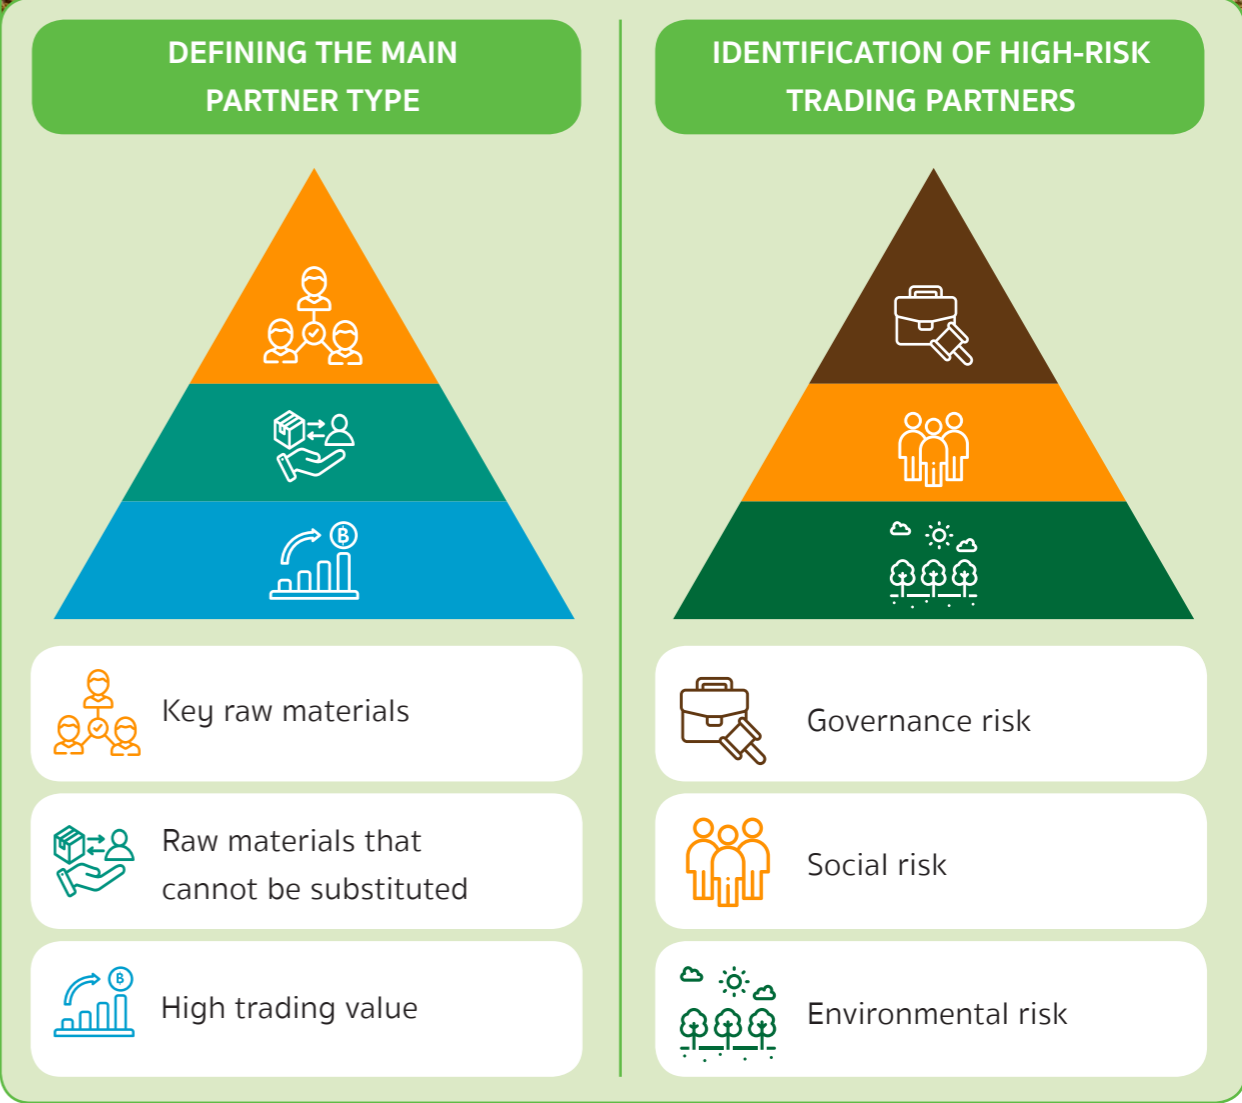 DEFINING THE MAIN
PARTNER TYPE
฿
Key raw materials
Raw materials that
cannot be substituted
฿
High trading value
IDENTIFICATION OF HIGH-RISK
TRADING PARTNERS
Governance risk
Social risk
Environmental risk